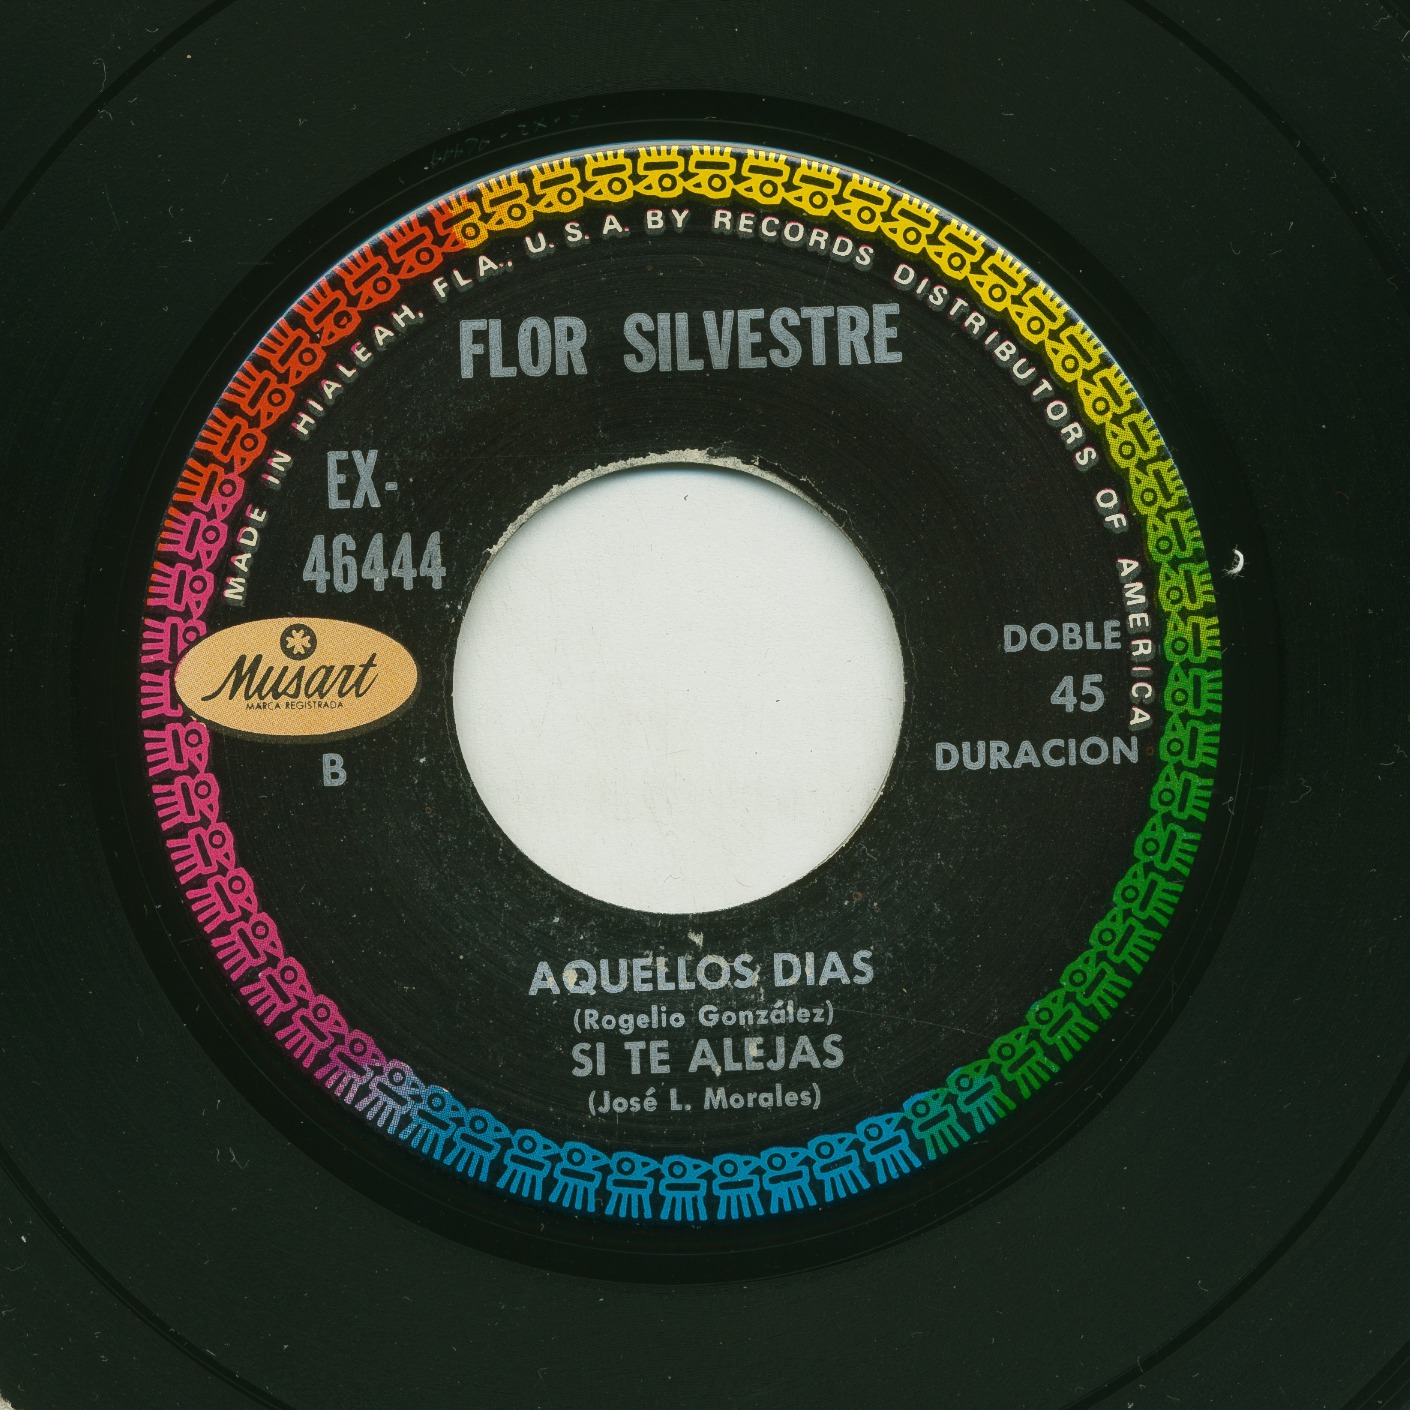 MADE IN HIALEAH, FLA., U.S.A. BY RECORDS DISTRIBUTORS OF AMERICA
FLOR SILVESTRE
EX-
46444
Musart
MARCA REGISTRADA
B
DOBLE
45
DURACION
AQUELLOS DIAS
(Rogelio González)
SI TE ALEJAS
(José L. Morales)